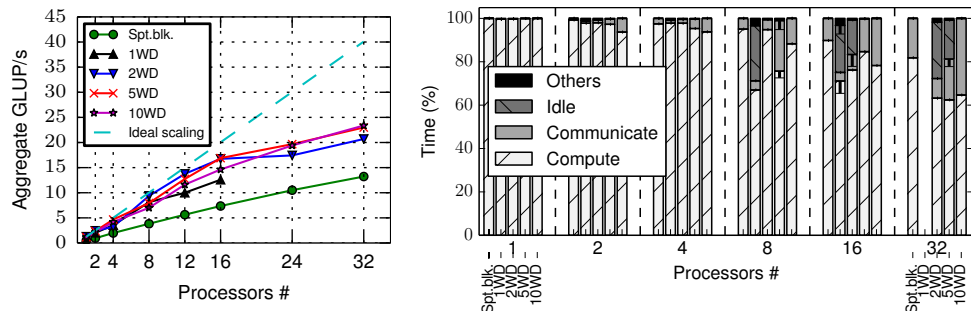 45
40
35
30
25
20
15
10
5
0
Aggregate GLUP/s
Spt.blk.
1WD
2WD
5WD
10WD
Ideal scaling
2 4 8 12 16 24 32
Processors #
100
80
60
40
20
0
Time (%)
Others
Idle
Communicate
Compute
1 2 4 8 16 32
Spt.blk.
1WD
2WD
5WD
10WD
Processors #
Spt.blk.
1WD
2WD
5WD
10WD